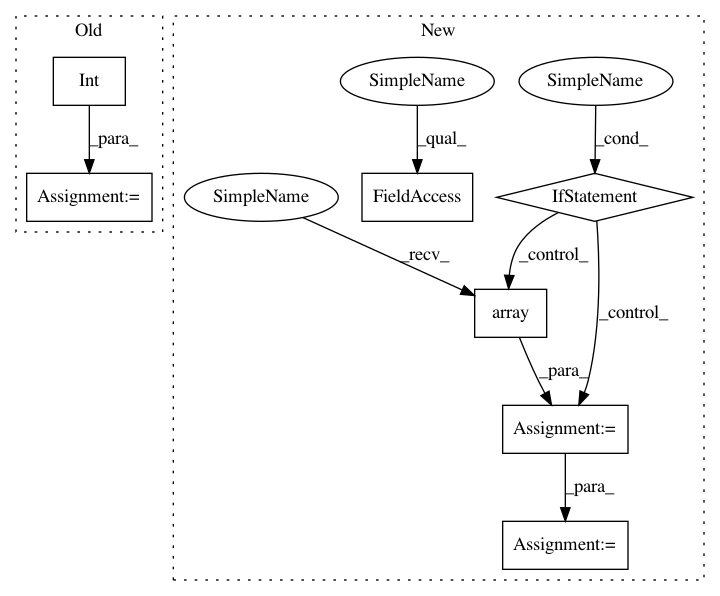 Old
New
Int
SimpleName
SimpleName
_para_
_qual_
_cond_
Assignment:=
SimpleName
FieldAccess
IfStatement
_recv_
_control_
_control_
array
_para_
Assignment:=
_para_
Assignment:=